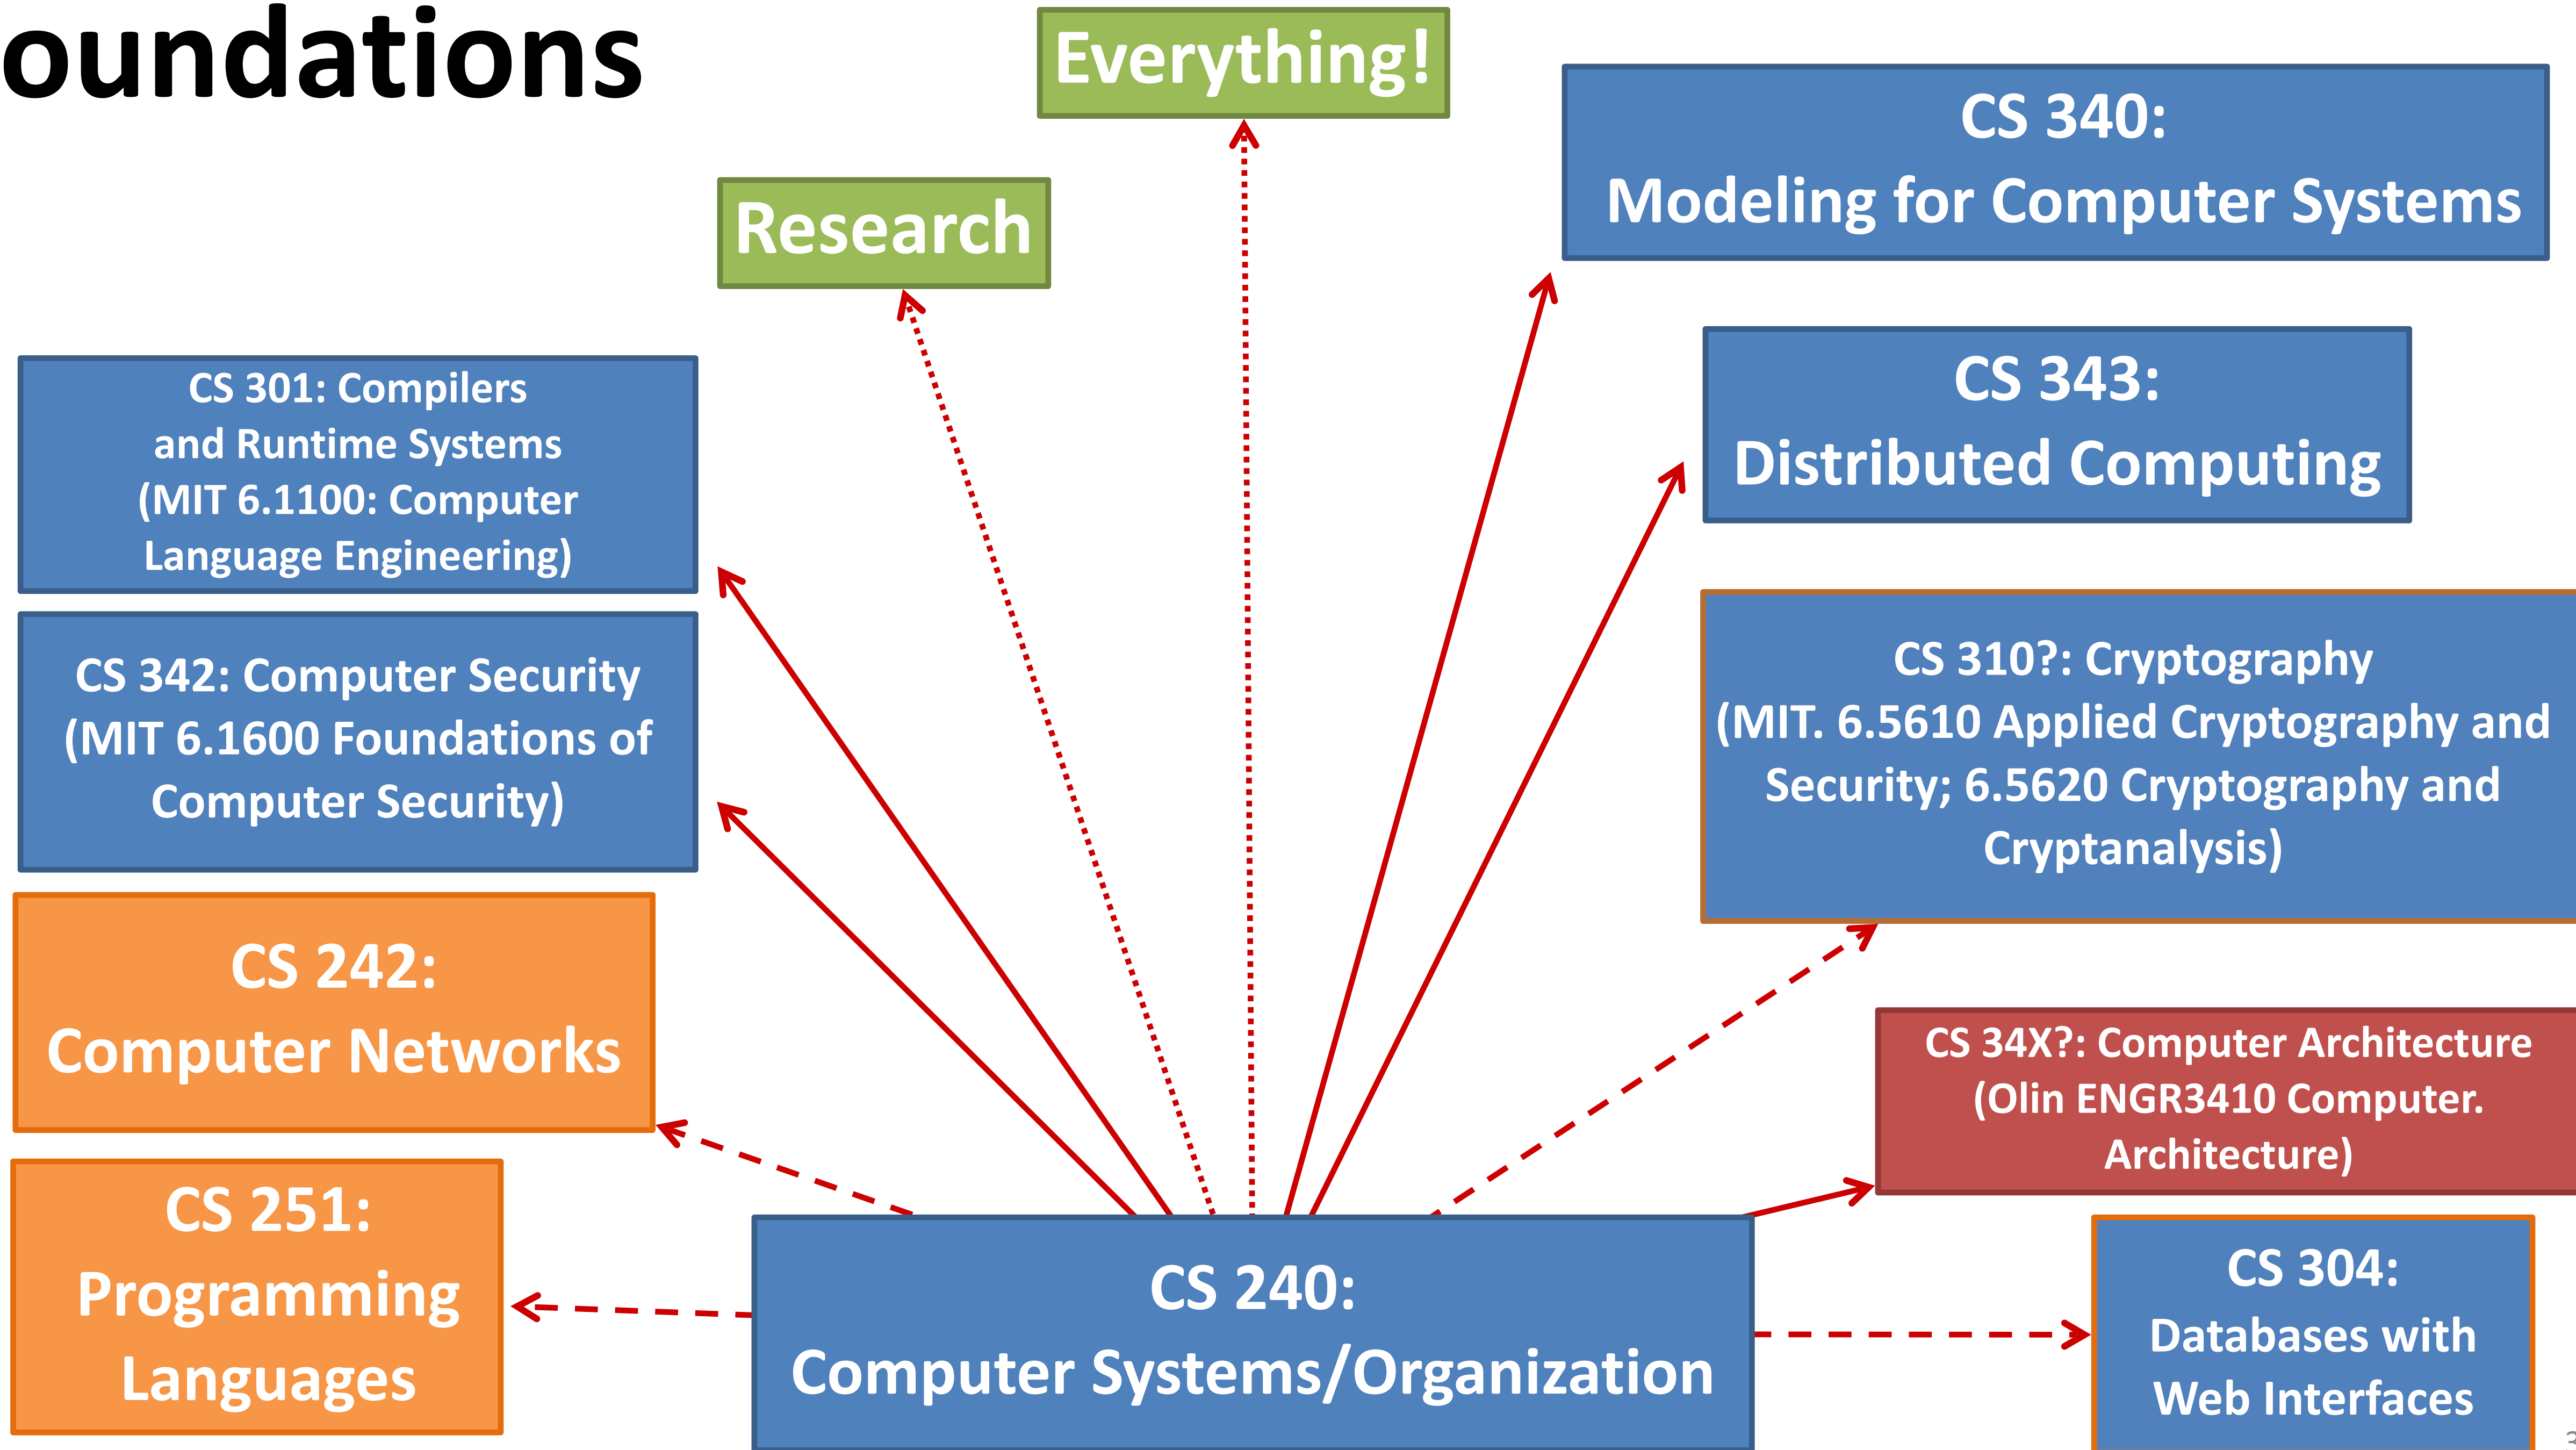 oundations
Everything!
Research
CS 340:
Modeling for Computer Systems
CS 343:
Distributed Computing
CS 301: Compilers
and Runtime Systems
(MIT 6.1100: Computer
Language Engineering)
CS 342: Computer Security
(MIT 6.1600 Foundations of
Computer Security)
CS 310?: Cryptography
(MIT. 6.5610 Applied Cryptography and
Security; 6.5620 Cryptography and
Cryptanalysis)
CS 242:
Computer Networks
CS 34X?: Computer Architecture
(Olin ENGR3410 Computer.
Architecture)
CS 251:
Programming
Languages
CS 240:
Computer Systems/Organization
CS 304:
Databases with
Web Interfaces